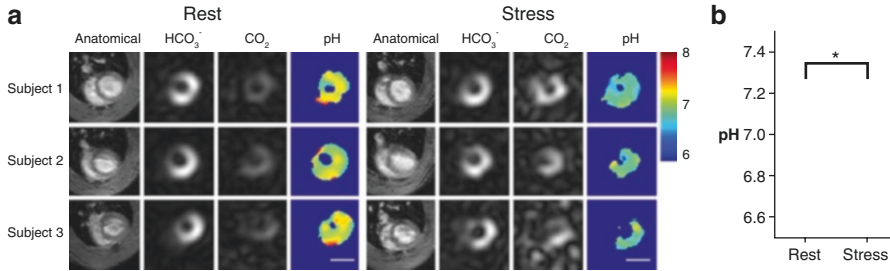 a
Rest
Stress
Anatomical HCO₃⁻ CO₂ pH Anatomical HCO₃⁻ CO₂ pH
Subject 1
Subject 2
Subject 3
8
7
6
b
7.4
7.2
7.0
6.8
6.6
pH
*
Rest Stress